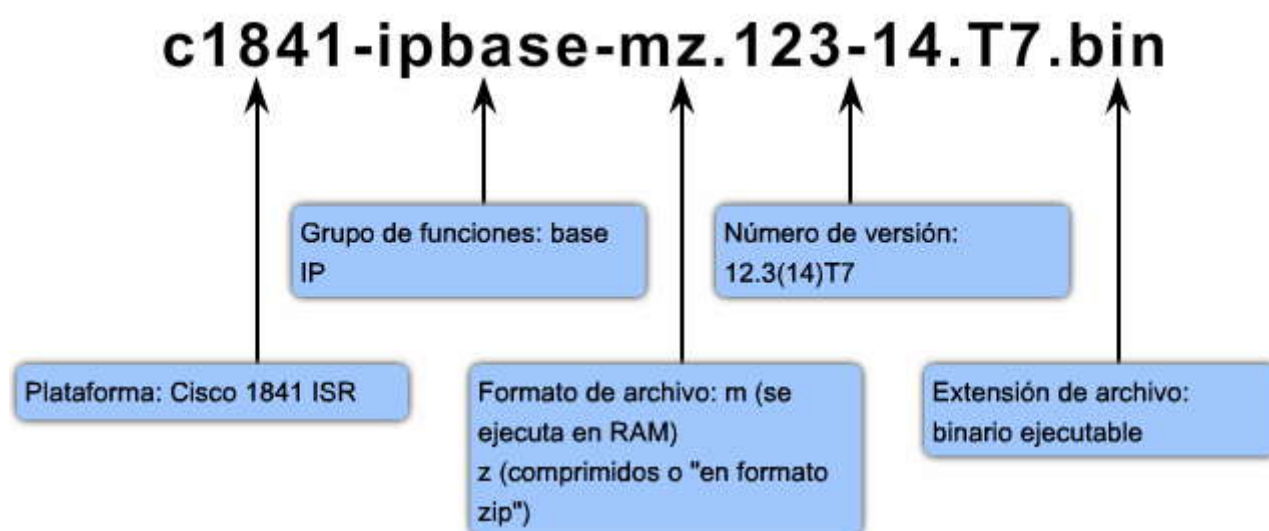 c1841-ipbase-mz.123-14.T7.bin
Grupo de funciones: base
IP
Número de versión:
12.3(14)T7
Plataforma: Cisco 1841 ISR
Formato de archivo: m (se
ejecuta en RAM)
z (comprimidos o "en formato
zip")
Extensión de archivo:
binario ejecutable